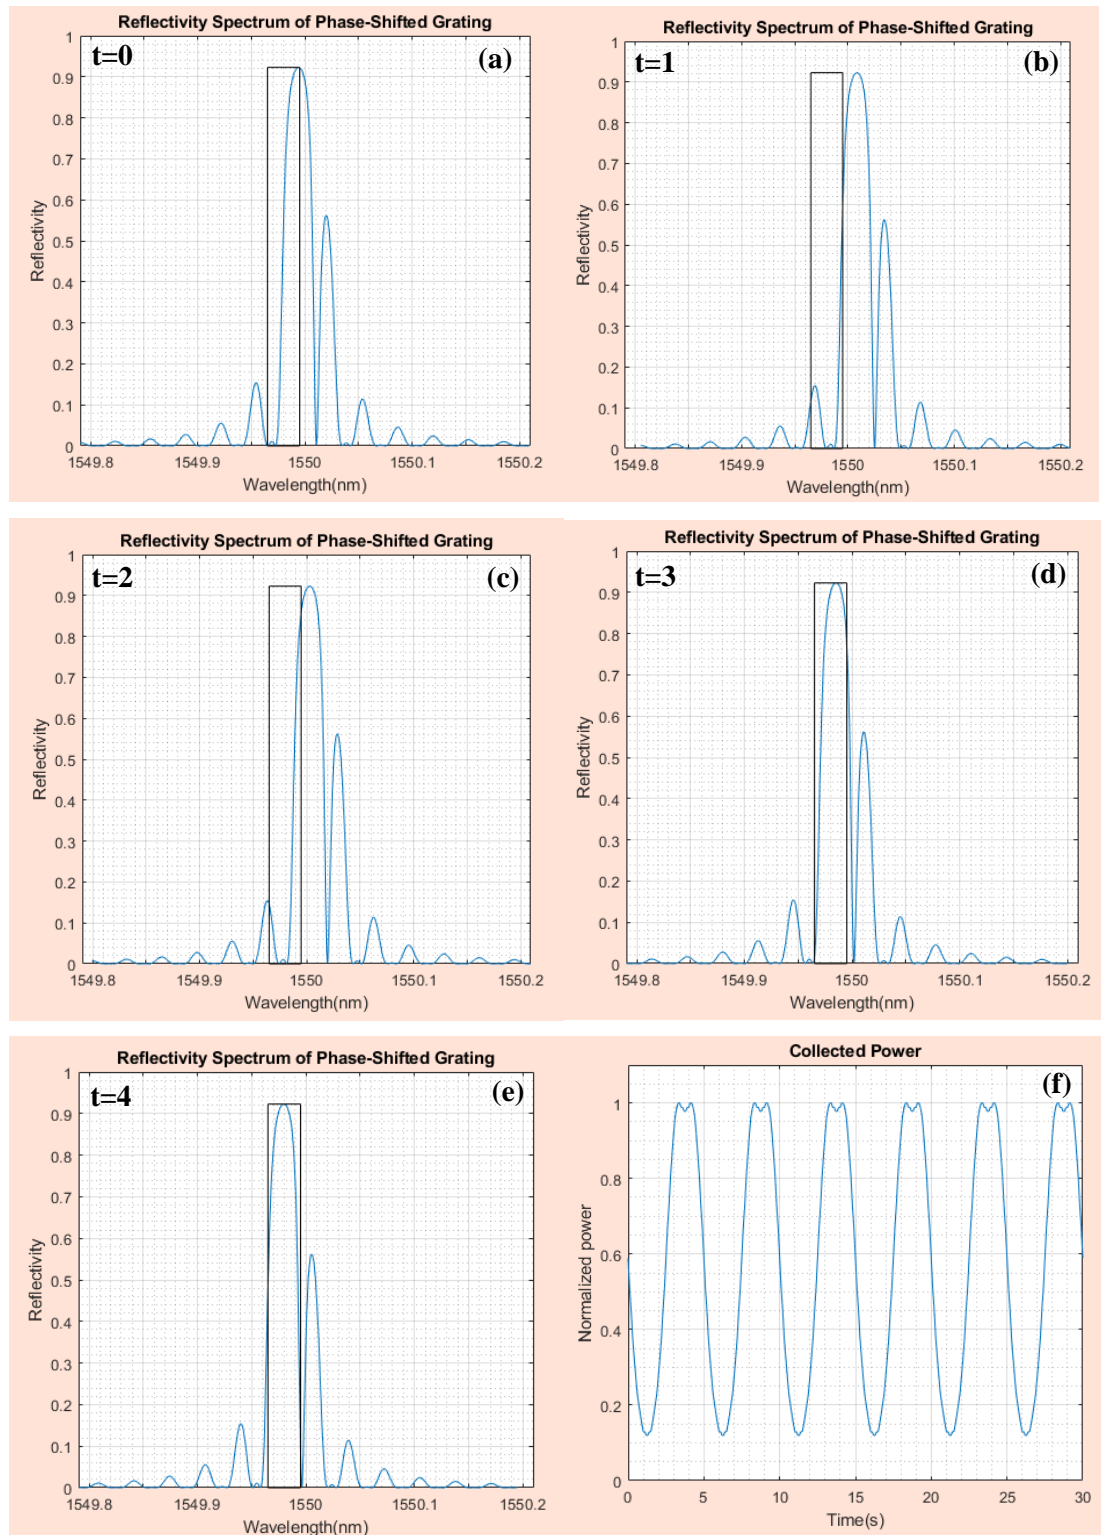 Reflectivity Spectrum of Phase-Shifted Grating
t=0
(a)
1
0.9
0.8
0.7
0.6
0.5
0.4
0.3
0.2
0.1
0
Reflectivity
1549.8 1549.9 1550 1550.1 1550.2
Wavelength(nm)
Reflectivity Spectrum of Phase-Shifted Grating
t=1
(b)
1
0.9
0.8
0.7
0.6
0.5
0.4
0.3
0.2
0.1
0
Reflectivity
1549.8 1549.9 1550 1550.1 1550.2
Wavelength(nm)
Reflectivity Spectrum of Phase-Shifted Grating
t=2
(c)
1
0.9
0.8
0.7
0.6
0.5
0.4
0.3
0.2
0.1
0
Reflectivity
1549.8 1549.9 1550 1550.1 1550.2
Wavelength(nm)
Reflectivity Spectrum of Phase-Shifted Grating
t=3
(d)
1
0.9
0.8
0.7
0.6
0.5
0.4
0.3
0.2
0.1
0
Reflectivity
1549.8 1549.9 1550 1550.1 1550.2
Wavelength(nm)
Reflectivity Spectrum of Phase-Shifted Grating
t=4
(e)
1
0.9
0.8
0.7
0.6
0.5
0.4
0.3
0.2
0.1
0
Reflectivity
1549.8 1549.9 1550 1550.1 1550.2
Wavelength(nm)
Collected Power
(f)
1
0.8
0.6
0.4
0.2
0
Normalized power
0 5 10 15 20 25 30
Time(s)